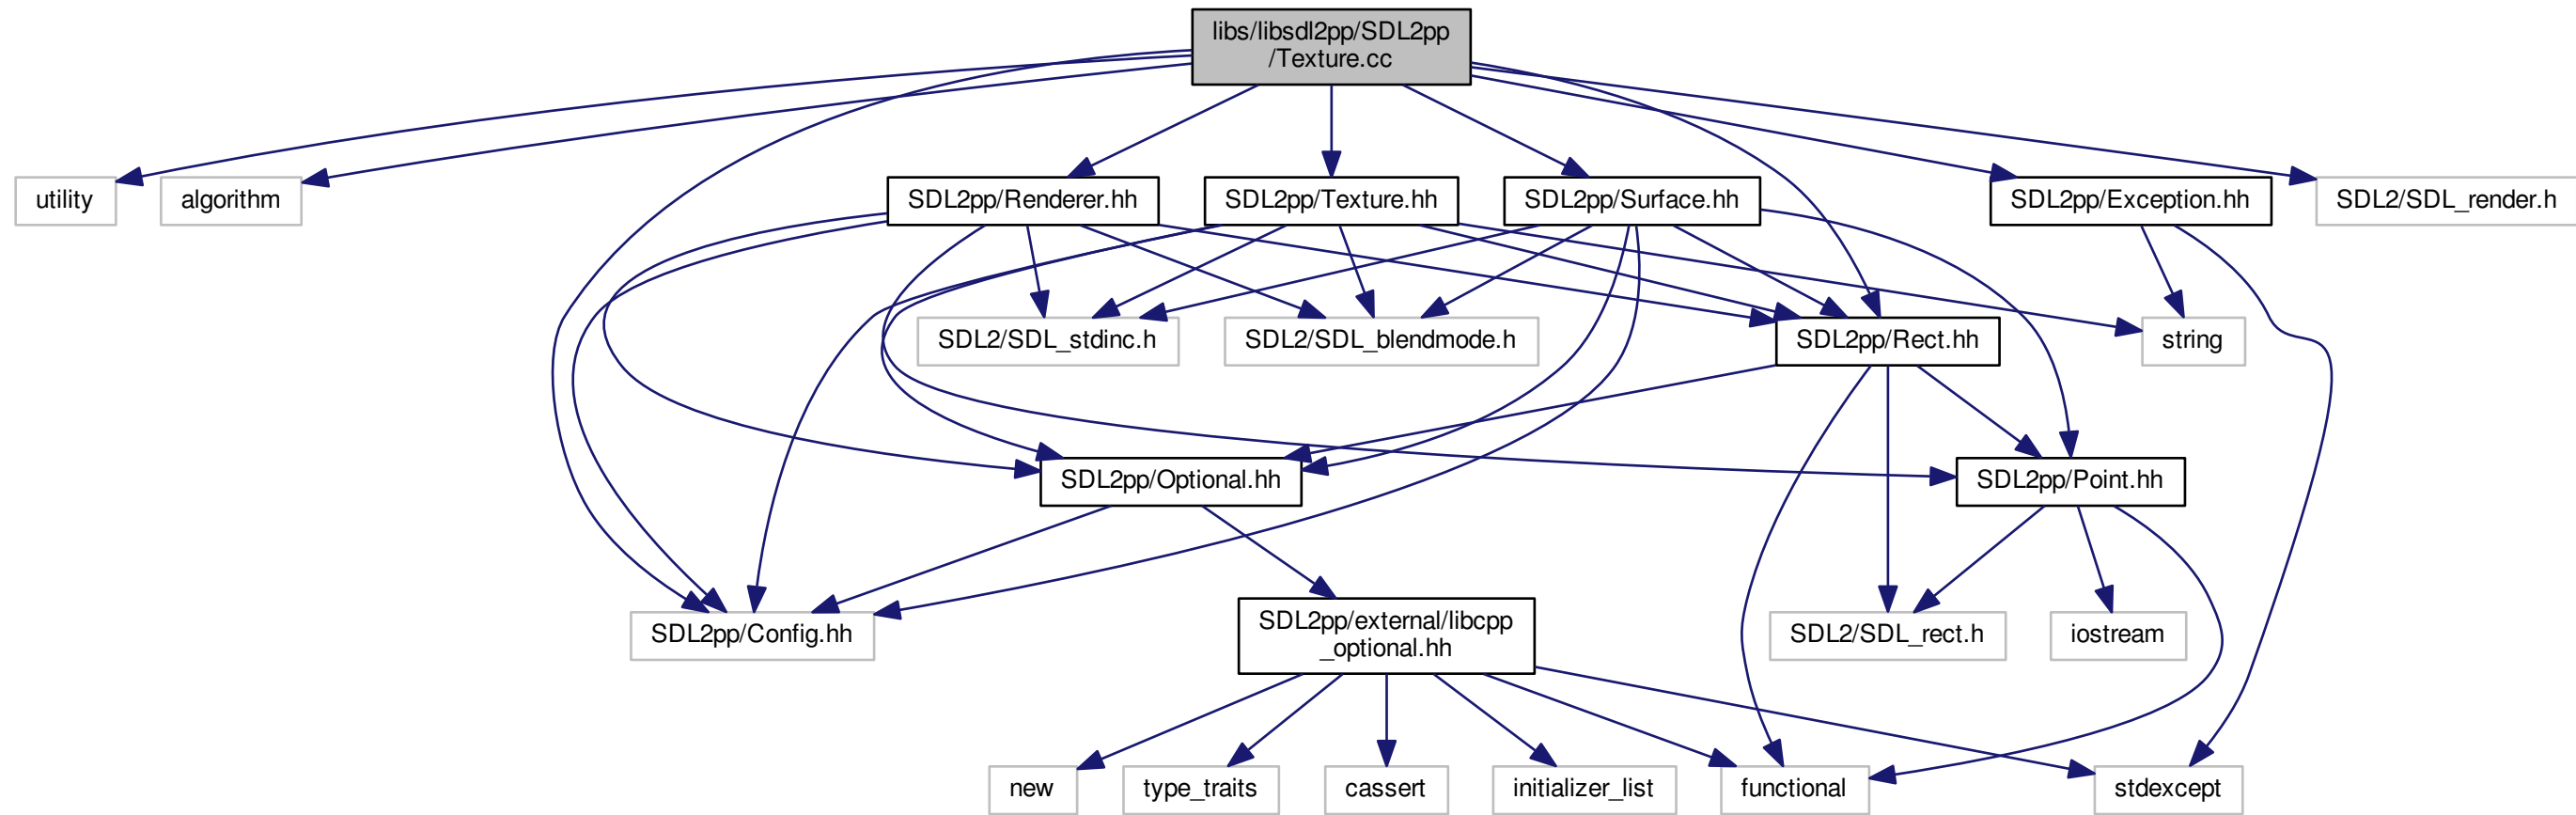 libs/libsdl2pp/SDL2pp
/Texture.cc
utility
algorithm
SDL2pp/Renderer.hh
SDL2pp/Texture.hh
SDL2pp/Surface.hh
SDL2pp/Exception.hh
SDL2/SDL_render.h
SDL2/SDL_stdinc.h
SDL2/SDL_blendmode.h
SDL2pp/Rect.hh
string
SDL2pp/Optional.hh
SDL2pp/Point.hh
SDL2pp/Config.hh
SDL2pp/external/libcpp
_optional.hh
SDL2/SDL_rect.h
iostream
new
type_traits
cassert
initializer_list
functional
stdexcept